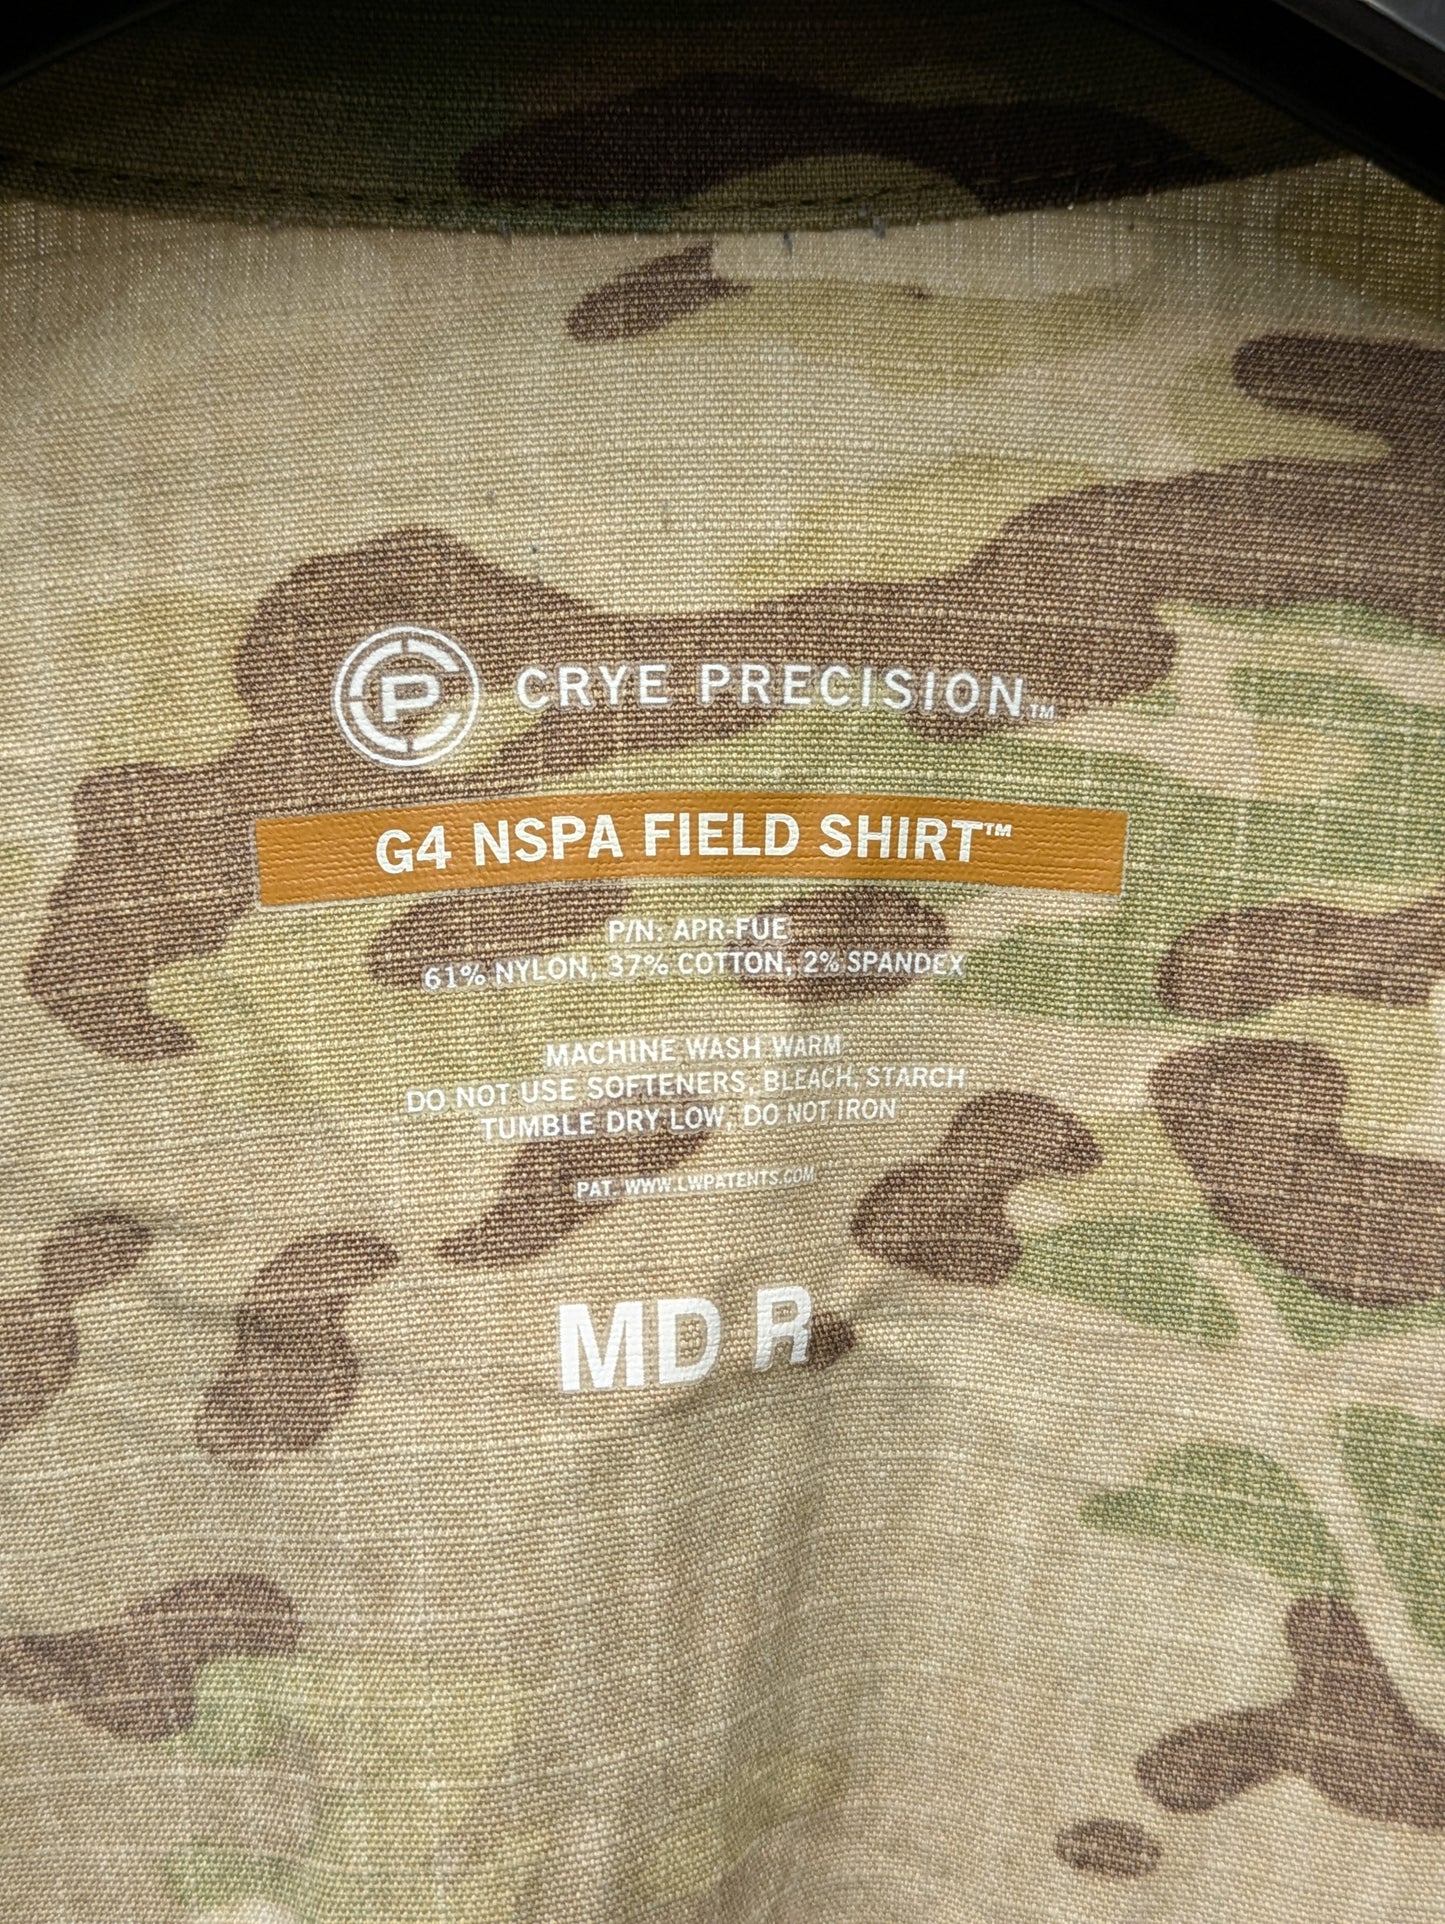 CP CRYE PRECISION™
G4 NSPA FIELD SHIRT™
P/N: APR-FUE
61% NYLON, 37% COTTON, 2% SPANDEX
MACHINE WASH WARM
DO NOT USE SOFTENERS, BLEACH, STARCH
TUMBLE DRY LOW, DO NOT IRON
PAT. WWW.LWPATENTS.COM
MD R